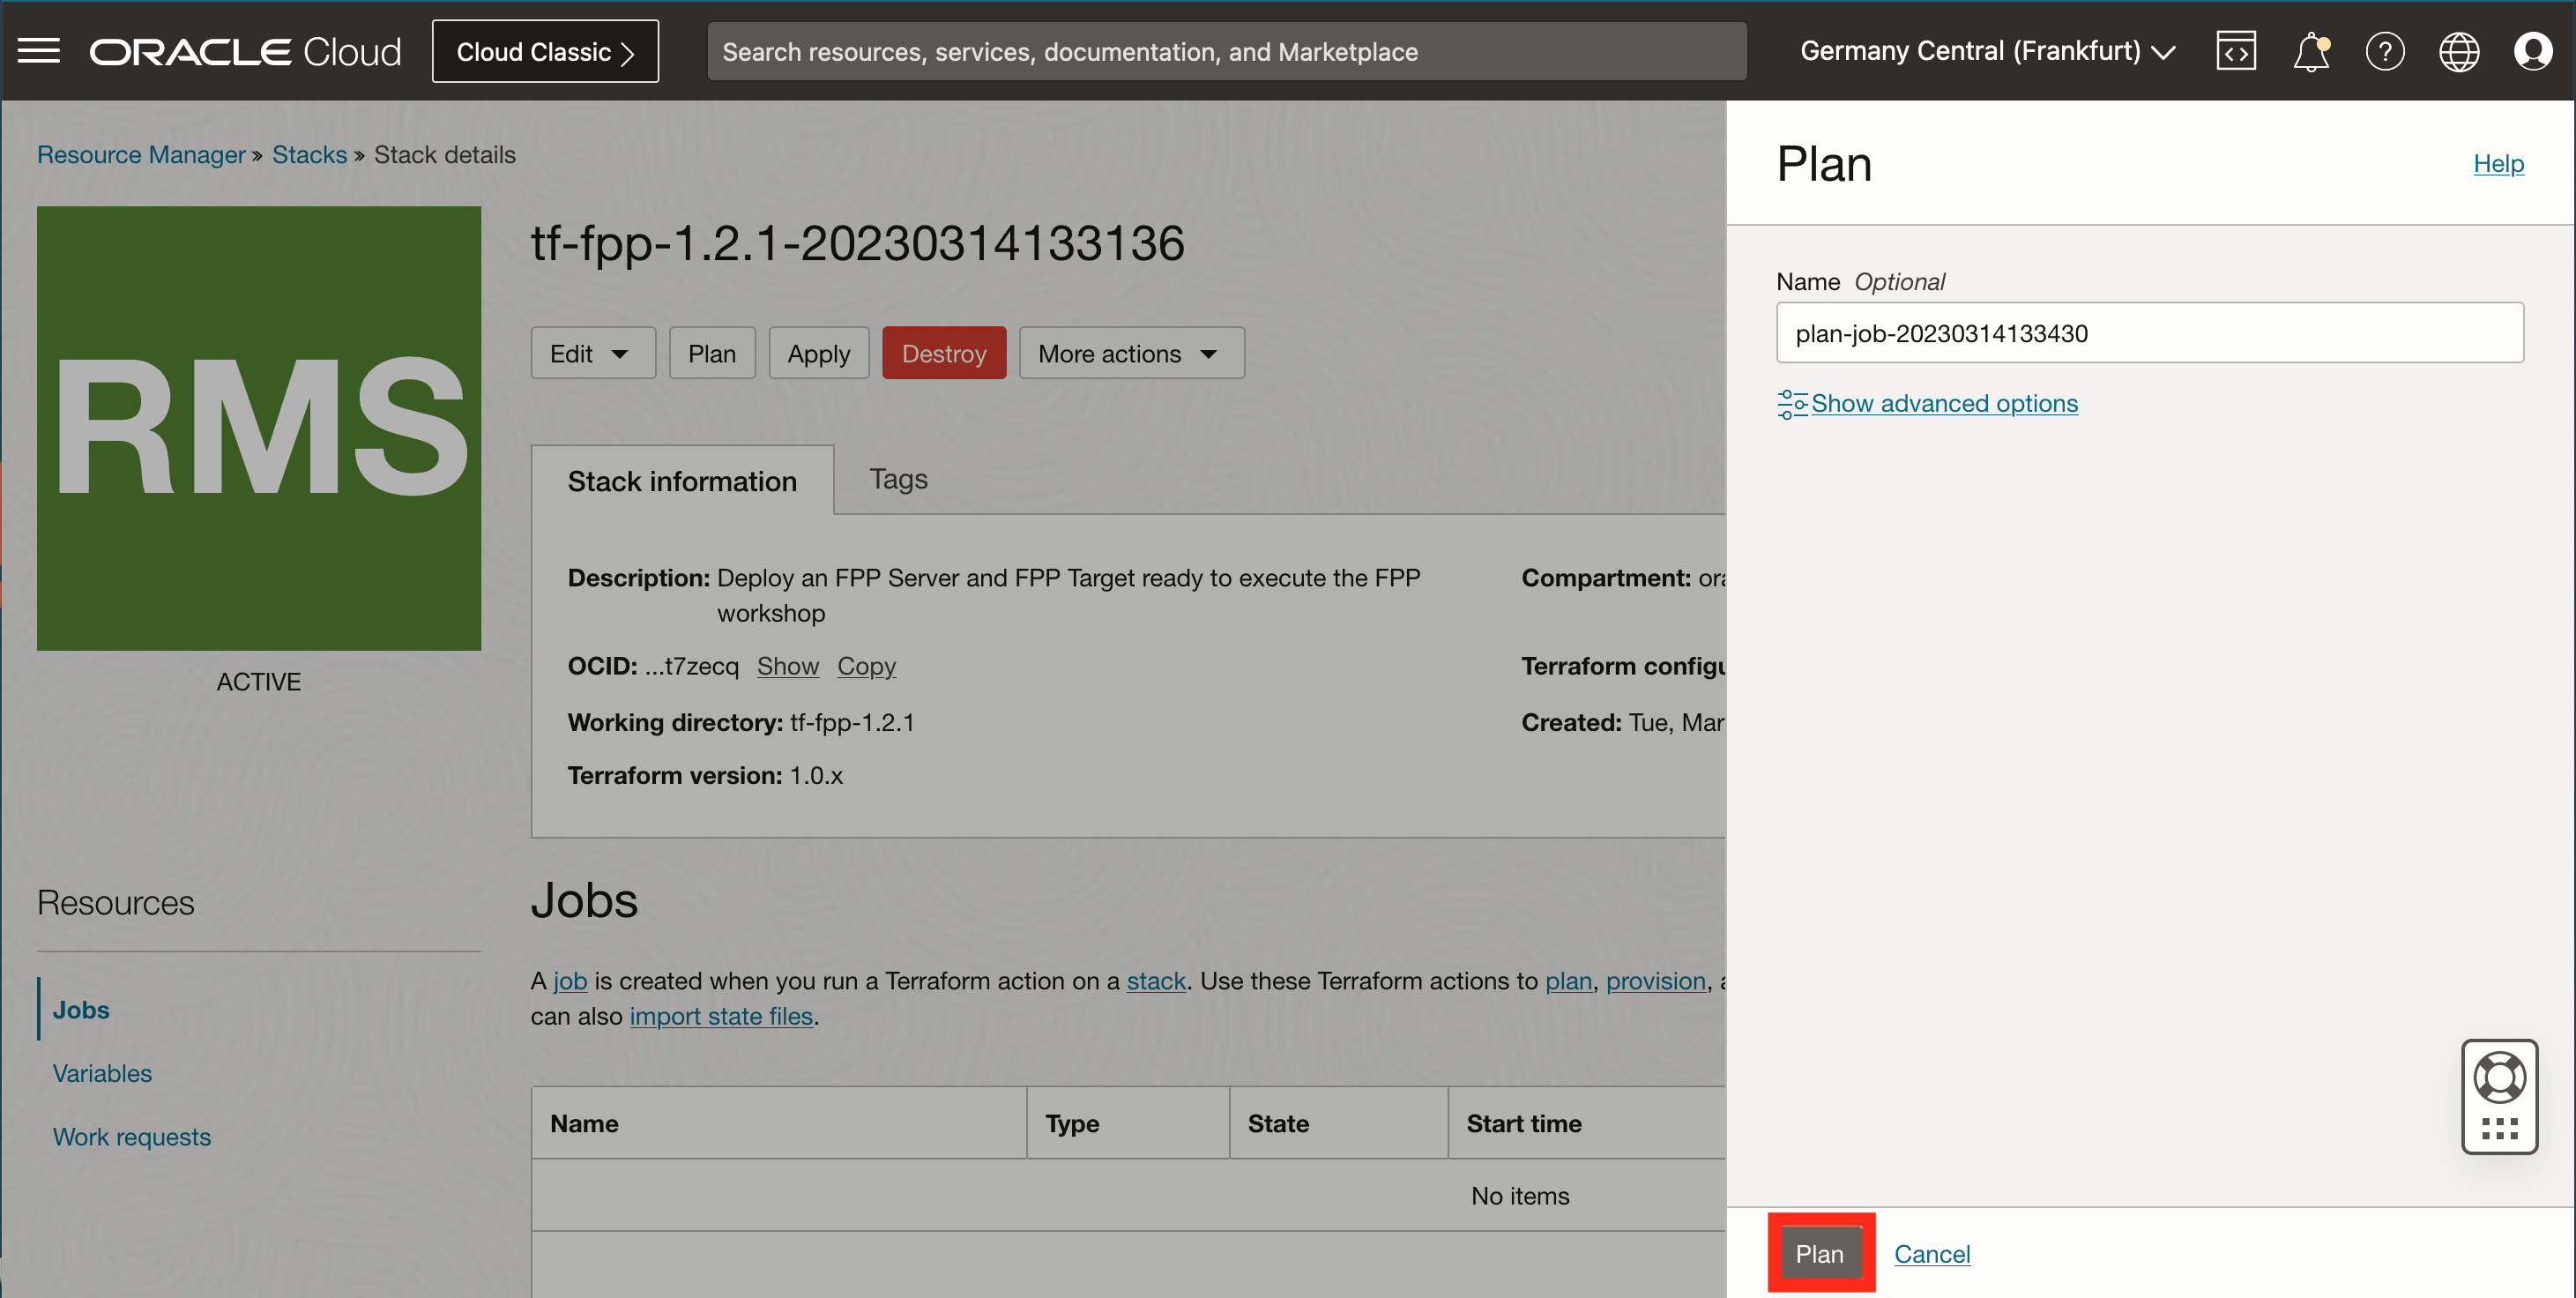 ORACLE Cloud
Cloud Classic
Search resources, services, documentation, and Marketplace
Germany Central (Frankfurt)
Resource Manager » Stacks » Stack details
RMS
ACTIVE
tf-fpp-1.2.1-20230314133136
Edit Plan Apply Destroy More actions
Stack information Tags
Description: Deploy an FPP Server and FPP Target ready to execute the FPP
workshop
OCID: ...t7zecq Show Copy
Working directory: tf-fpp-1.2.1
Terraform version: 1.0.x
Compartment:
Terraform
Created: Tue, Mar
Resources
Jobs
Variables
Work requests
Jobs
A job is created when you run a Terraform action on a stack. Use these Terraform actions to plan, provision,
can also import state files.
Name Type State Start time
No items
Plan
Help
Name Optional
plan-job-20230314133430
Show advanced options
Plan Cancel